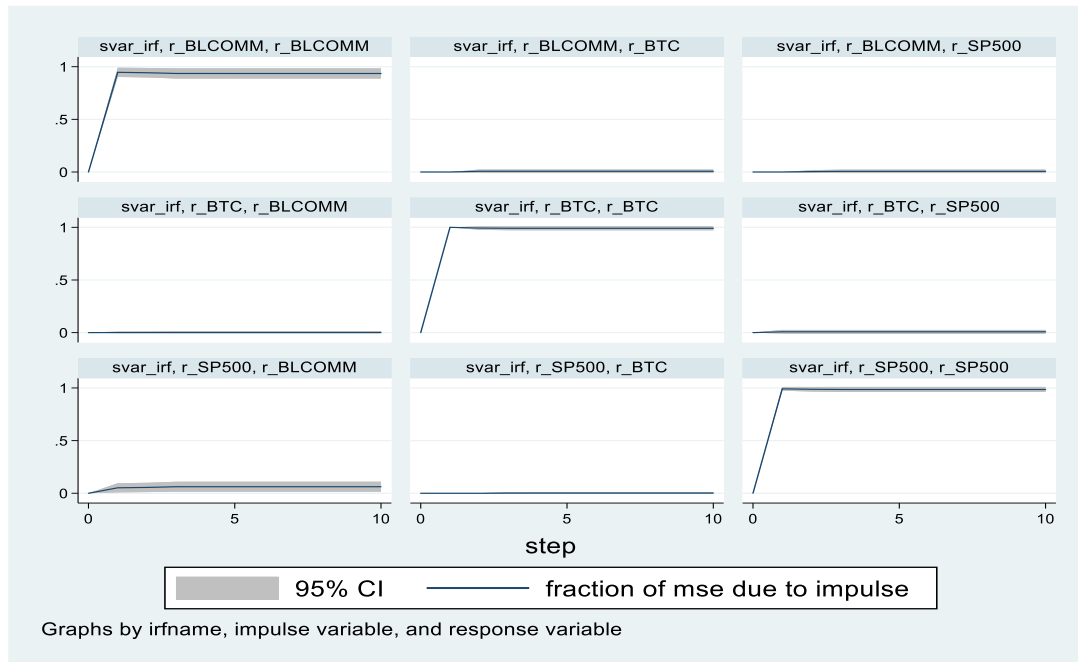 svar_irf, r_BLCOMM, r_BLCOMM
svar_irf, r_BLCOMM, r_BTC
svar_irf, r_BLCOMM, r_SP500
1
.5
0
svar_irf, r_BTC, r_BLCOMM
svar_irf, r_BTC, r_BTC
svar_irf, r_BTC, r_SP500
1
.5
0
svar_irf, r_SP500, r_BLCOMM
svar_irf, r_SP500, r_BTC
svar_irf, r_SP500, r_SP500
1
.5
0
0 5 10
0 5 10
0 5 10
step
95% CI
fraction of mse due to impulse
Graphs by irfname, impulse variable, and response variable